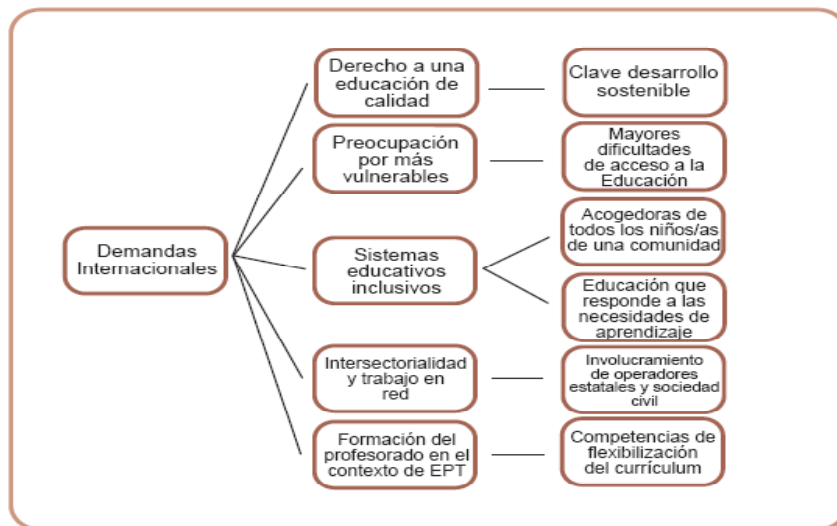 Demandas
Internacionales
Derecho a una
educación de
calidad
Clave desarrollo
sostenible
Preocupación
por más
vulnerables
Mayores
dificultades
de acceso a la
Educación
Sistemas
educativos
inclusivos
Acogedoras de
todos los niños/as
de una comunidad
Educación que
responde a las
necesidades de
aprendizaje
Intersectorialidad
y trabajo en
red
Involucramiento
de operadores
estatales y sociedad
civil
Formación del
profesorado en el
contexto de EPT
Competencias de
flexibilización
del currículum